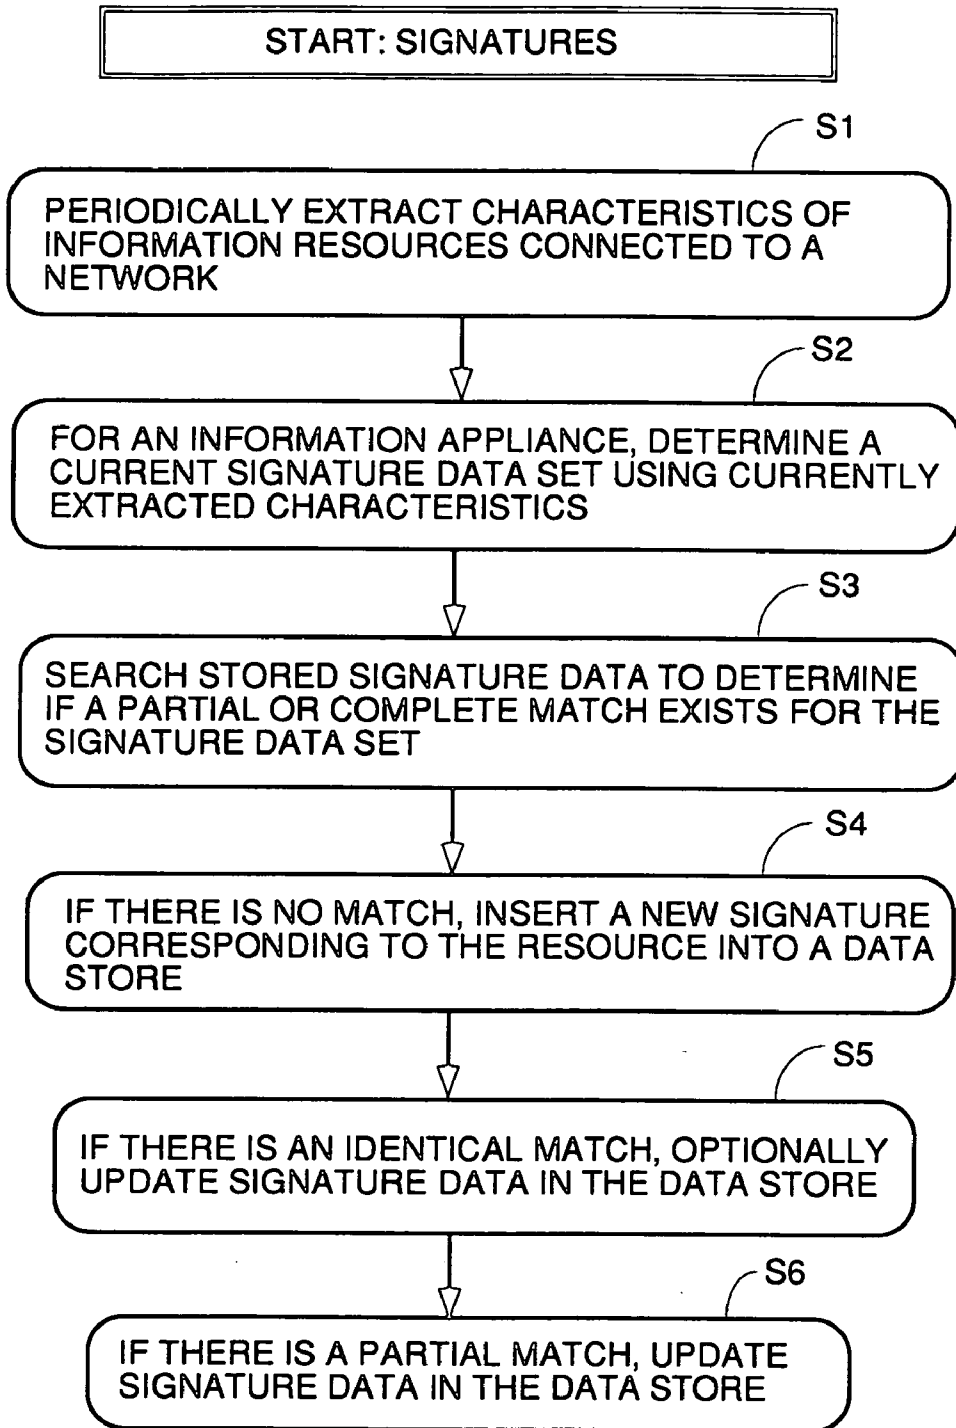 START: SIGNATURES
S1
PERIODICALLY EXTRACT CHARACTERISTICS OF
INFORMATION RESOURCES CONNECTED TO A
NETWORK
S2
FOR AN INFORMATION APPLIANCE, DETERMINE A
CURRENT SIGNATURE DATA SET USING CURRENTLY
EXTRACTED CHARACTERISTICS
S3
SEARCH STORED SIGNATURE DATA TO DETERMINE
IF A PARTIAL OR COMPLETE MATCH EXISTS FOR THE
SIGNATURE DATA SET
S4
IF THERE IS NO MATCH, INSERT A NEW SIGNATURE
CORRESPONDING TO THE RESOURCE INTO A DATA
STORE
S5
IF THERE IS AN IDENTICAL MATCH, OPTIONALLY
UPDATE SIGNATURE DATA IN THE DATA STORE
S6
IF THERE IS A PARTIAL MATCH, UPDATE
SIGNATURE DATA IN THE DATA STORE